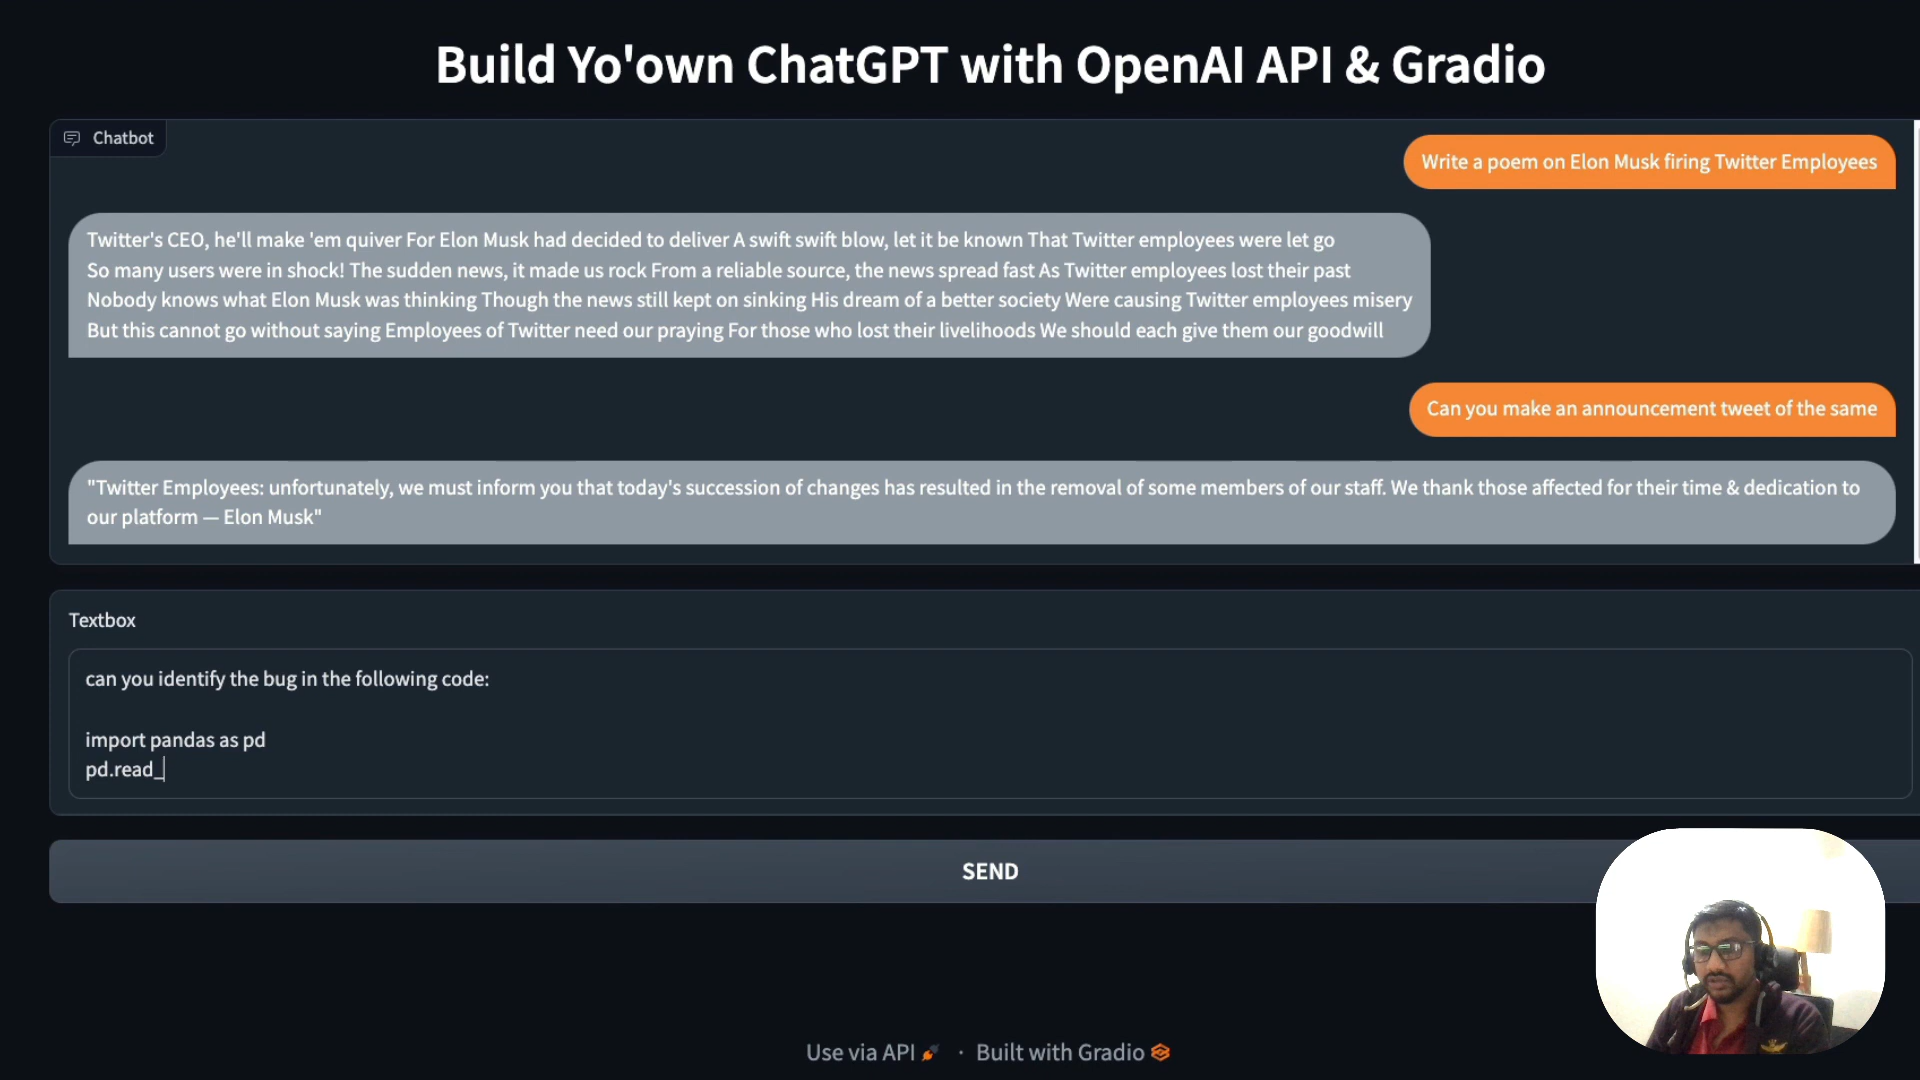 Build Yo'own ChatGPT with OpenAI API & Gradio
Chatbot
Write a poem on Elon Musk firing Twitter Employees
Twitter's CEO, he'll make 'em quiver For Elon Musk had decided to deliver A swift swift blow, let it be known That Twitter employees were let go
So many users were in shock! The sudden news, it made us rock From a reliable source, the news spread fast As Twitter employees lost their past
Nobody knows what Elon Musk was thinking Though the news still kept on sinking His dream of a better society Were causing Twitter employees misery
But this cannot go without saying Employees of Twitter need our praying For those who lost their livelihoods We should each give them our goodwill
Can you make an announcement tweet of the same
"Twitter Employees: unfortunately, we must inform you that today's succession of changes has resulted in the removal of some members of our staff. We thank those affected for their time & dedication to
our platform — Elon Musk"
Textbox
can you identify the bug in the following code:
import pandas as pd
pd.read_
SEND
Use via API · Built with Gradio